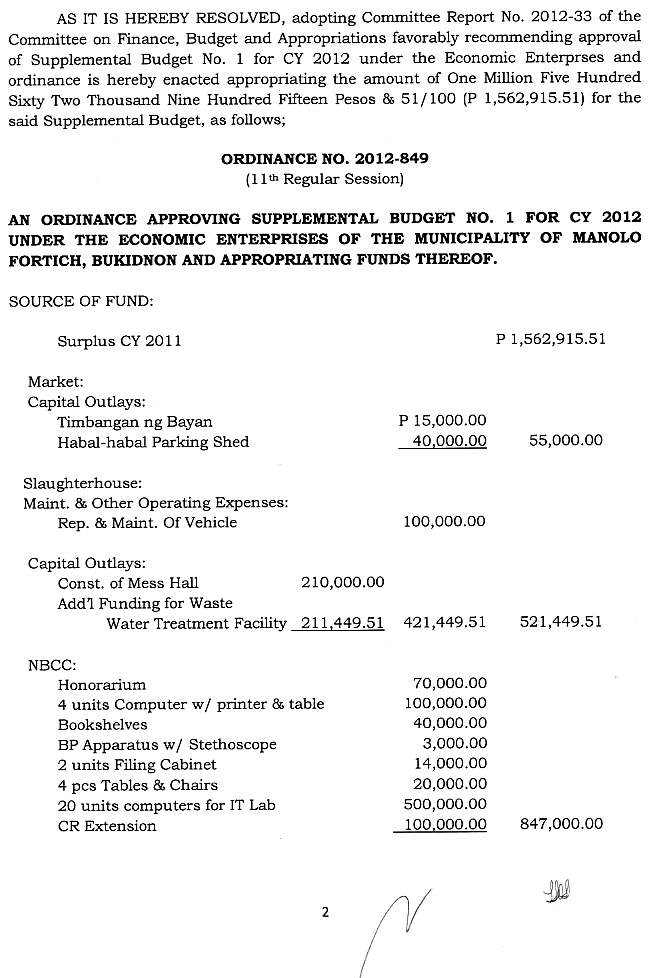 AS IT IS HEREBY RESOLVED, adopting Committee Report No. 2012-33 of the
Committee on Finance, Budget and Appropriations favorably recommending approval
of Supplemental Budget No. 1 for CY 2012 under the Economic Enterprses and
ordinance is hereby enacted appropriating the amount of One Million Five Hundred
Sixty Two Thousand Nine Hundred Fifteen Pesos & 51/100 (P 1,562,915.51) for the
said Supplemental Budget, as follows;
ORDINANCE NO. 2012-849
(11th Regular Session)
AN ORDINANCE APPROVING SUPPLEMENTAL BUDGET NO. 1 FOR CY 2012
UNDER THE ECONOMIC ENTERPRISES OF THE MUNICIPALITY OF MANOLO
FORTICH, BUKIDNON AND APPROPRIATING FUNDS THEREOF.
SOURCE OF FUND:
Surplus CY 2011 P 1,562,915.51
Market:
Capital Outlays:
Timbangan ng Bayan P 15,000.00
Habal-habal Parking Shed 40,000.00 55,000.00
Slaughterhouse:
Maint. & Other Operating Expenses:
Rep. & Maint. Of Vehicle 100,000.00
Capital Outlays:
Const. of Mess Hall 210,000.00
Add'l Funding for Waste
Water Treatment Facility 211,449.51 421,449.51 521,449.51
NBCC:
Honorarium 70,000.00
4 units Computer w/ printer & table 100,000.00
Bookshelves 40,000.00
BP Apparatus w/ Stethoscope 3,000.00
2 units Filing Cabinet 14,000.00
4 pcs Tables & Chairs 20,000.00
20 units computers for IT Lab 500,000.00
CR Extension 100,000.00 847,000.00
2